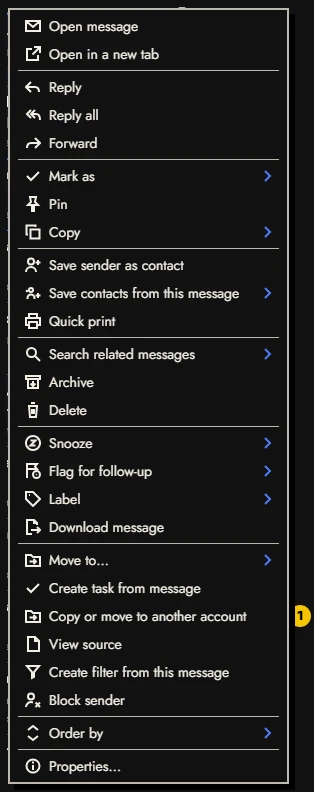 Open message
Open in a new tab
Reply
Reply all
Forward
Mark as
Pin
Copy
Save sender as contact
Save contacts from this message
Quick print
Search related messages
Archive
Delete
Snooze
Flag for follow-up
Label
Download message
Move to...
Create task from message
Copy or move to another account
1
View source
Create filter from this message
Block sender
Order by
Properties...